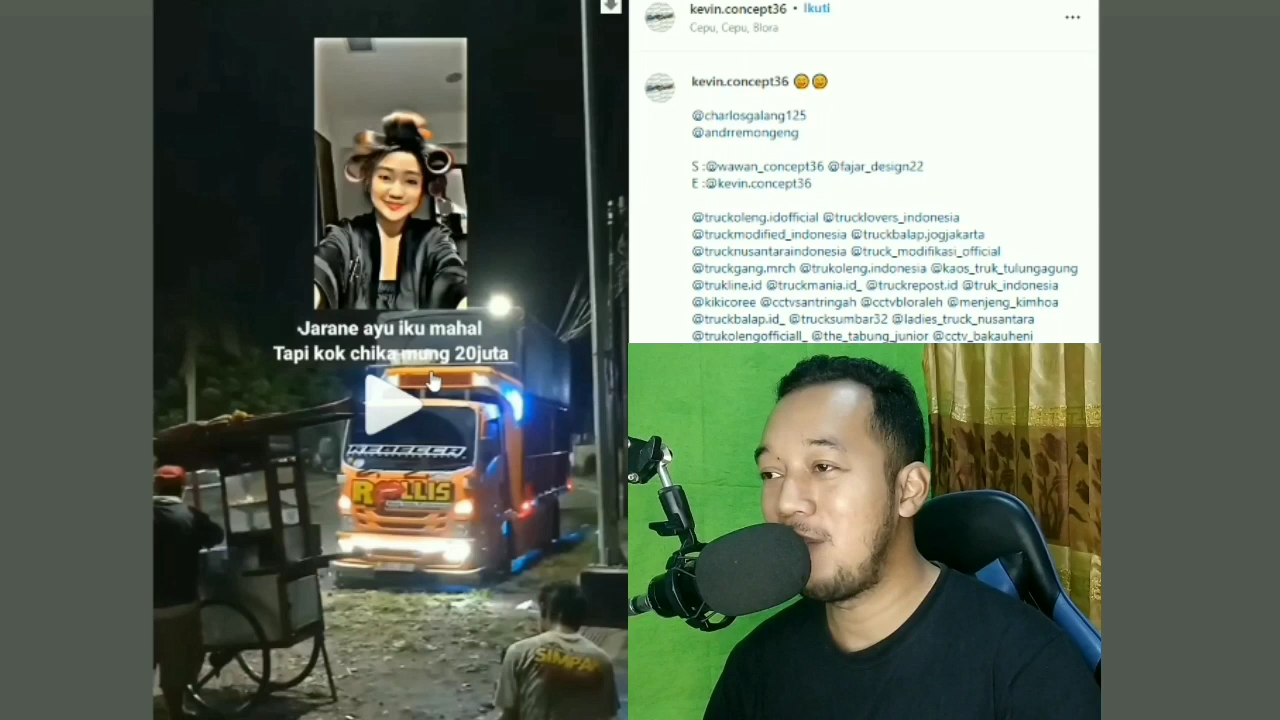 Jarane ayu iku mahal
Tapi kok chika mung 20juta
REBECCA
ROLLIS
SIMPA
kevin.concept36 • Ikuti
Cepu, Cepu, Blora
kevin.concept36 😊😊
@charlosgalang125
@andrremongeng
S :@wawan_concept36 @fajar_design22
E :@kevin.concept36
@truckoleng.idofficial @trucklovers_indonesia
@truckmodified_indonesia @truckbalap.jogjakarta
@trucknusantaraindonesia @truck_modifikasi_official
@truckgang.mrch @trukoleng.indonesia @kaos_truk_tulungagung
@trukline.id @truckmania.id_ @truckrepost.id @truk_indonesia
@kikicoree @cctvsantringah @cctvbloraleh @menjeng_kimhoa
@truckbalap.id_ @trucksumbar32 @ladies_truck_nusantara
@trukolengofficiall_ @the_tabung_junior @cctv_bakauheni